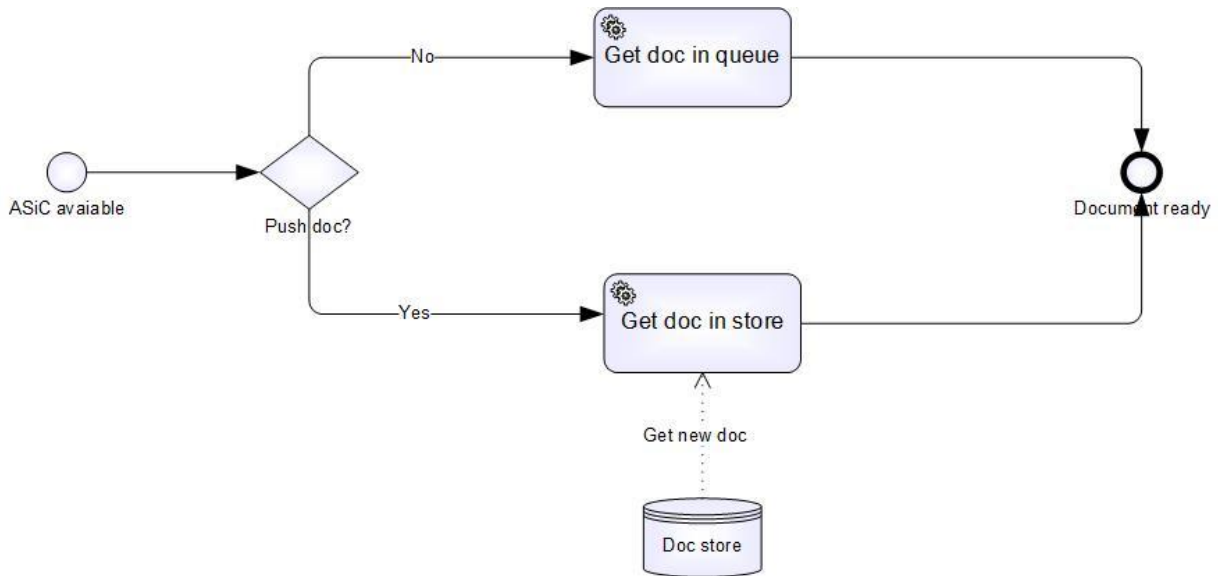 No
Get doc in queue
ASiC avaiable
Push doc?
Document ready
Yes
Get doc in store
Get new doc
Doc store